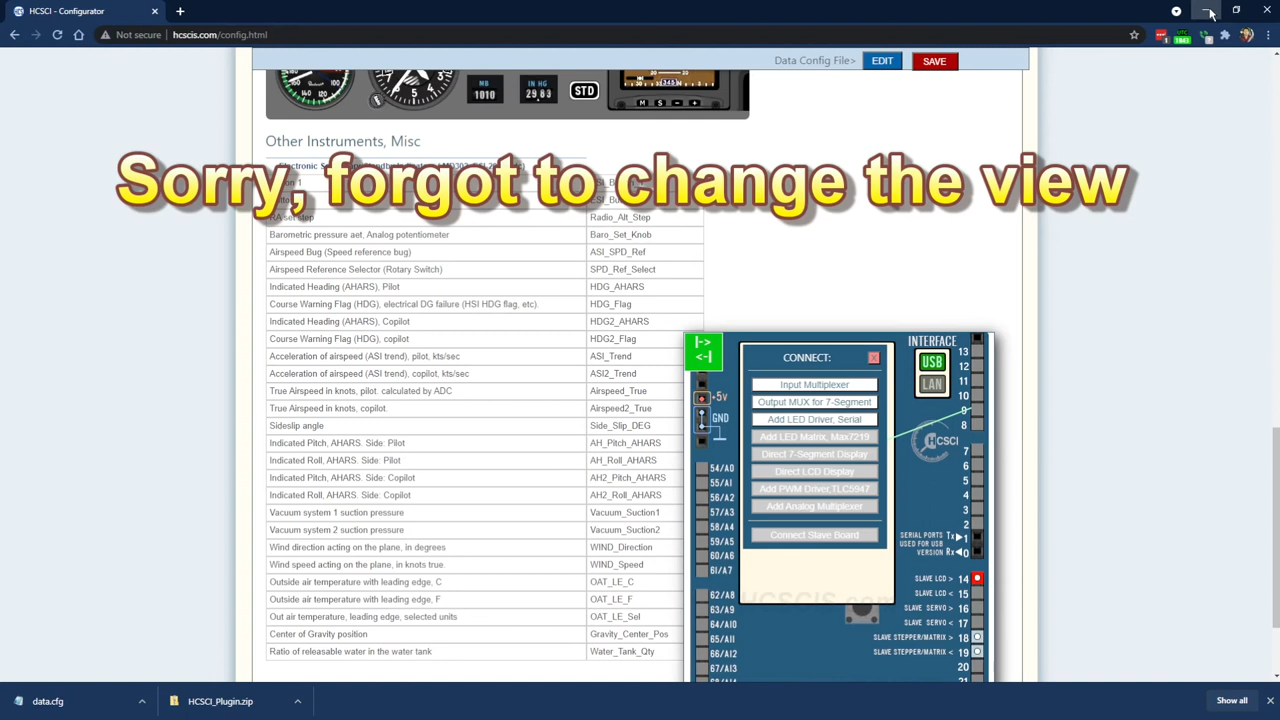 HCSCI - Configurator
Not secure | hcscis.com/config.html
Data Config File> EDIT SAVE
MB
1010
IN HG
2983
STD
M S − +
Other Instruments, Misc
Sorry, forgot to change the view
RA set step Radio_Alt_Step
Barometric pressure aet, Analog potentiometer Baro_Set_Knob
Airspeed Bug (Speed reference bug) ASI_SPD_Ref
Airspeed Reference Selector (Rotary Switch) SPD_Ref_Select
Indicated Heading (AHARS), Pilot HDG_AHARS
Course Warning Flag (HDG), electrical DG failure (HSI HDG flag, etc). HDG_Flag
Indicated Heading (AHARS), Copilot HDG2_AHARS
Course Warning Flag (HDG), copilot HDG2_Flag
Acceleration of airspeed (ASI trend), pilot, kts/sec ASI_Trend
Acceleration of airspeed (ASI trend), pilot, kts/sec ASI2_Trend
True Airspeed in knots, pilot. calculated by ADC Airspeed_True
True Airspeed in knots, copilot. Airspeed2_True
Sideslip angle Side_Slip_DEG
Indicated Pitch, AHARS. Side: Pilot AH_Pitch_AHARS
Indicated Roll, AHARS. Side: Pilot AH_Roll_AHARS
Indicated Pitch, AHARS. Side: Copilot AH2_Pitch_AHARS
Indicated Roll, AHARS. Side: Copilot AH2_Roll_AHARS
Vacuum system 1 suction pressure Vacuum_Suction1
Vacuum system 2 suction pressure Vacuum_Suction2
Wind direction acting on the plane, in degrees WIND_Direction
Wind speed acting on the plane, in knots true. WIND_Speed
Outside air temperature with leading edge, C OAT_LE_C
Outside air temperature with leading edge, F OAT_LE_F
Out air temperature, leading edge, selected units OAT_LE_Sel
Center of Gravity position Gravity_Center_Pos
Ratio of releasable water in the water tank Water_Tank_Qty
|->
<-|
+5v
GND
54/A0
55/A1
56/A2
57/A3
58/A4
59/A5
60/A6
61/A7
62/A8
63/A9
64/A10
65/A11
66/A12
67/A13
CONNECT: X
Input Multiplexer
Output MUX for 7-Segment
Add LED Driver, Serial
Add LED Matrix, Max7219
Direct 7-Segment Display
Direct LCD Display
Add PWM Driver,TLC5947
Add Analog Multiplexer
Connect Slave Board
HCSCIS.com
INTERFACE
USB
LAN
HCSCI
13
12
11
10
9
8
7
6
5
4
3
2
SERIAL PORTS Tx▶1
USED FOR USB
VERSION Rx◀0
SLAVE LCD > 14
SLAVE LCD < 15
SLAVE SERVO > 16
SLAVE SERVO < 17
SLAVE STEPPER/MATRIX > 18
SLAVE STEPPER/MATRIX < 19
20
21
data.cfg
HCSCI_Plugin.zip
Show all